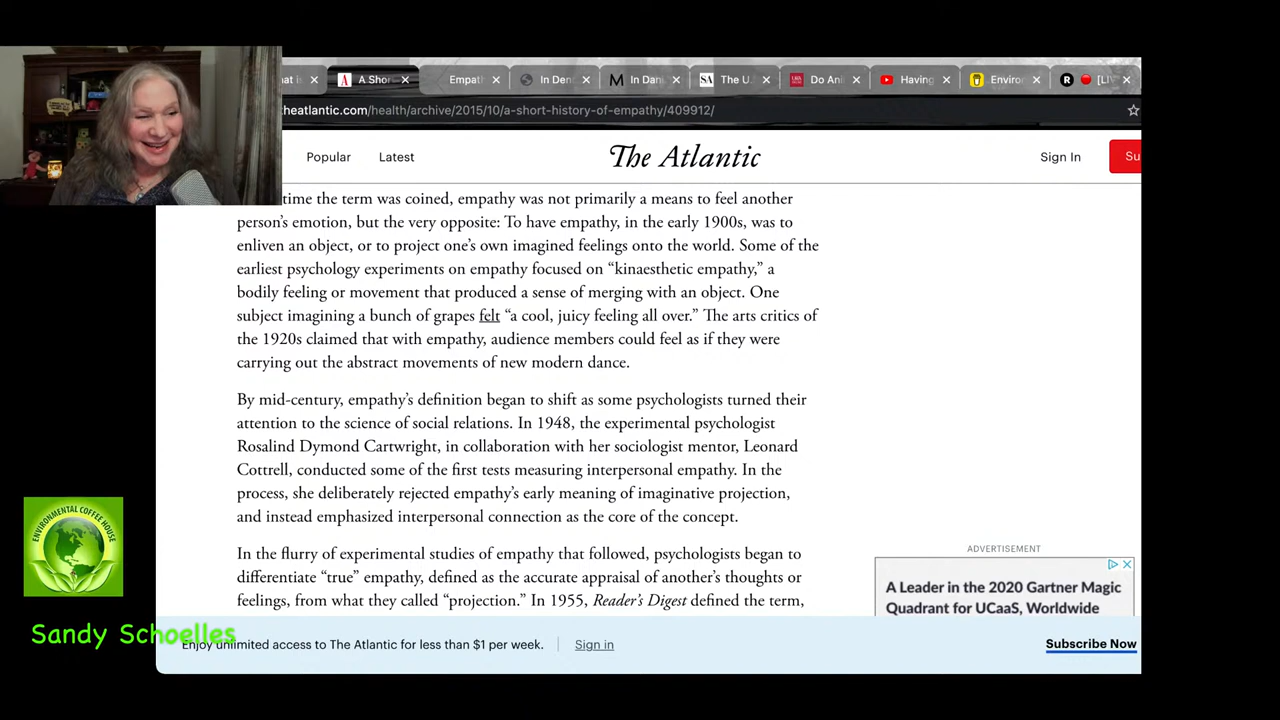 A Shor
Empath
In Den
In Dani
SA
The U.
Do Ani
Having
Enviror
R
[LI
theatlantic.com/health/archive/2015/10/a-short-history-of-empathy/409912/
Popular
Latest
The Atlantic
Sign In
Su
time the term was coined, empathy was not primarily a means to feel another
person's emotion, but the very opposite: To have empathy, in the early 1900s, was to
enliven an object, or to project one's own imagined feelings onto the world. Some of the
earliest psychology experiments on empathy focused on “kinaesthetic empathy,” a
bodily feeling or movement that produced a sense of merging with an object. One
subject imagining a bunch of grapes felt “a cool, juicy feeling all over.” The arts critics of
the 1920s claimed that with empathy, audience members could feel as if they were
carrying out the abstract movements of new modern dance.
By mid-century, empathy's definition began to shift as some psychologists turned their
attention to the science of social relations. In 1948, the experimental psychologist
Rosalind Dymond Cartwright, in collaboration with her sociologist mentor, Leonard
Cottrell, conducted some of the first tests measuring interpersonal empathy. In the
process, she deliberately rejected empathy's early meaning of imaginative projection,
and instead emphasized interpersonal connection as the core of the concept.
In the flurry of experimental studies of empathy that followed, psychologists began to
differentiate “true” empathy, defined as the accurate appraisal of another's thoughts or
feelings, from what they called “projection.” In 1955, Reader's Digest defined the term,
ADVERTISEMENT
A Leader in the 2020 Gartner Magic
Quadrant for UCaaS, Worldwide
ENVIRONMENTAL COFFEE HOUSE
Sandy Schoelles
Enjoy unlimited access to The Atlantic for less than $1 per week.
Sign in
Subscribe Now